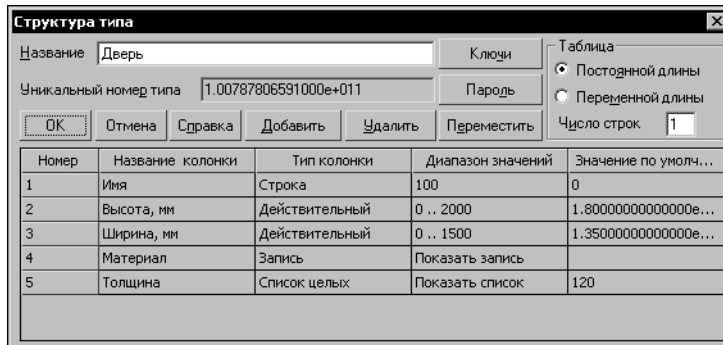 Структура типа
Название Дверь Ключи Таблица
Уникальный номер типа 1.00787806591000e+011 Пароль Постоянной длины
Переменной длины
OK Отмена Справка Добавить Удалить Переместить Число строк 1
Номер Название колонки Тип колонки Диапазон значений Значение по умолч...
1 Имя Строка 100 0
2 Высота, мм Действительный 0 .. 2000 1.80000000000000e...
3 Ширина, мм Действительный 0 .. 1500 1.35000000000000e...
4 Материал Запись Показать запись
5 Толщина Список целых Показать список 120